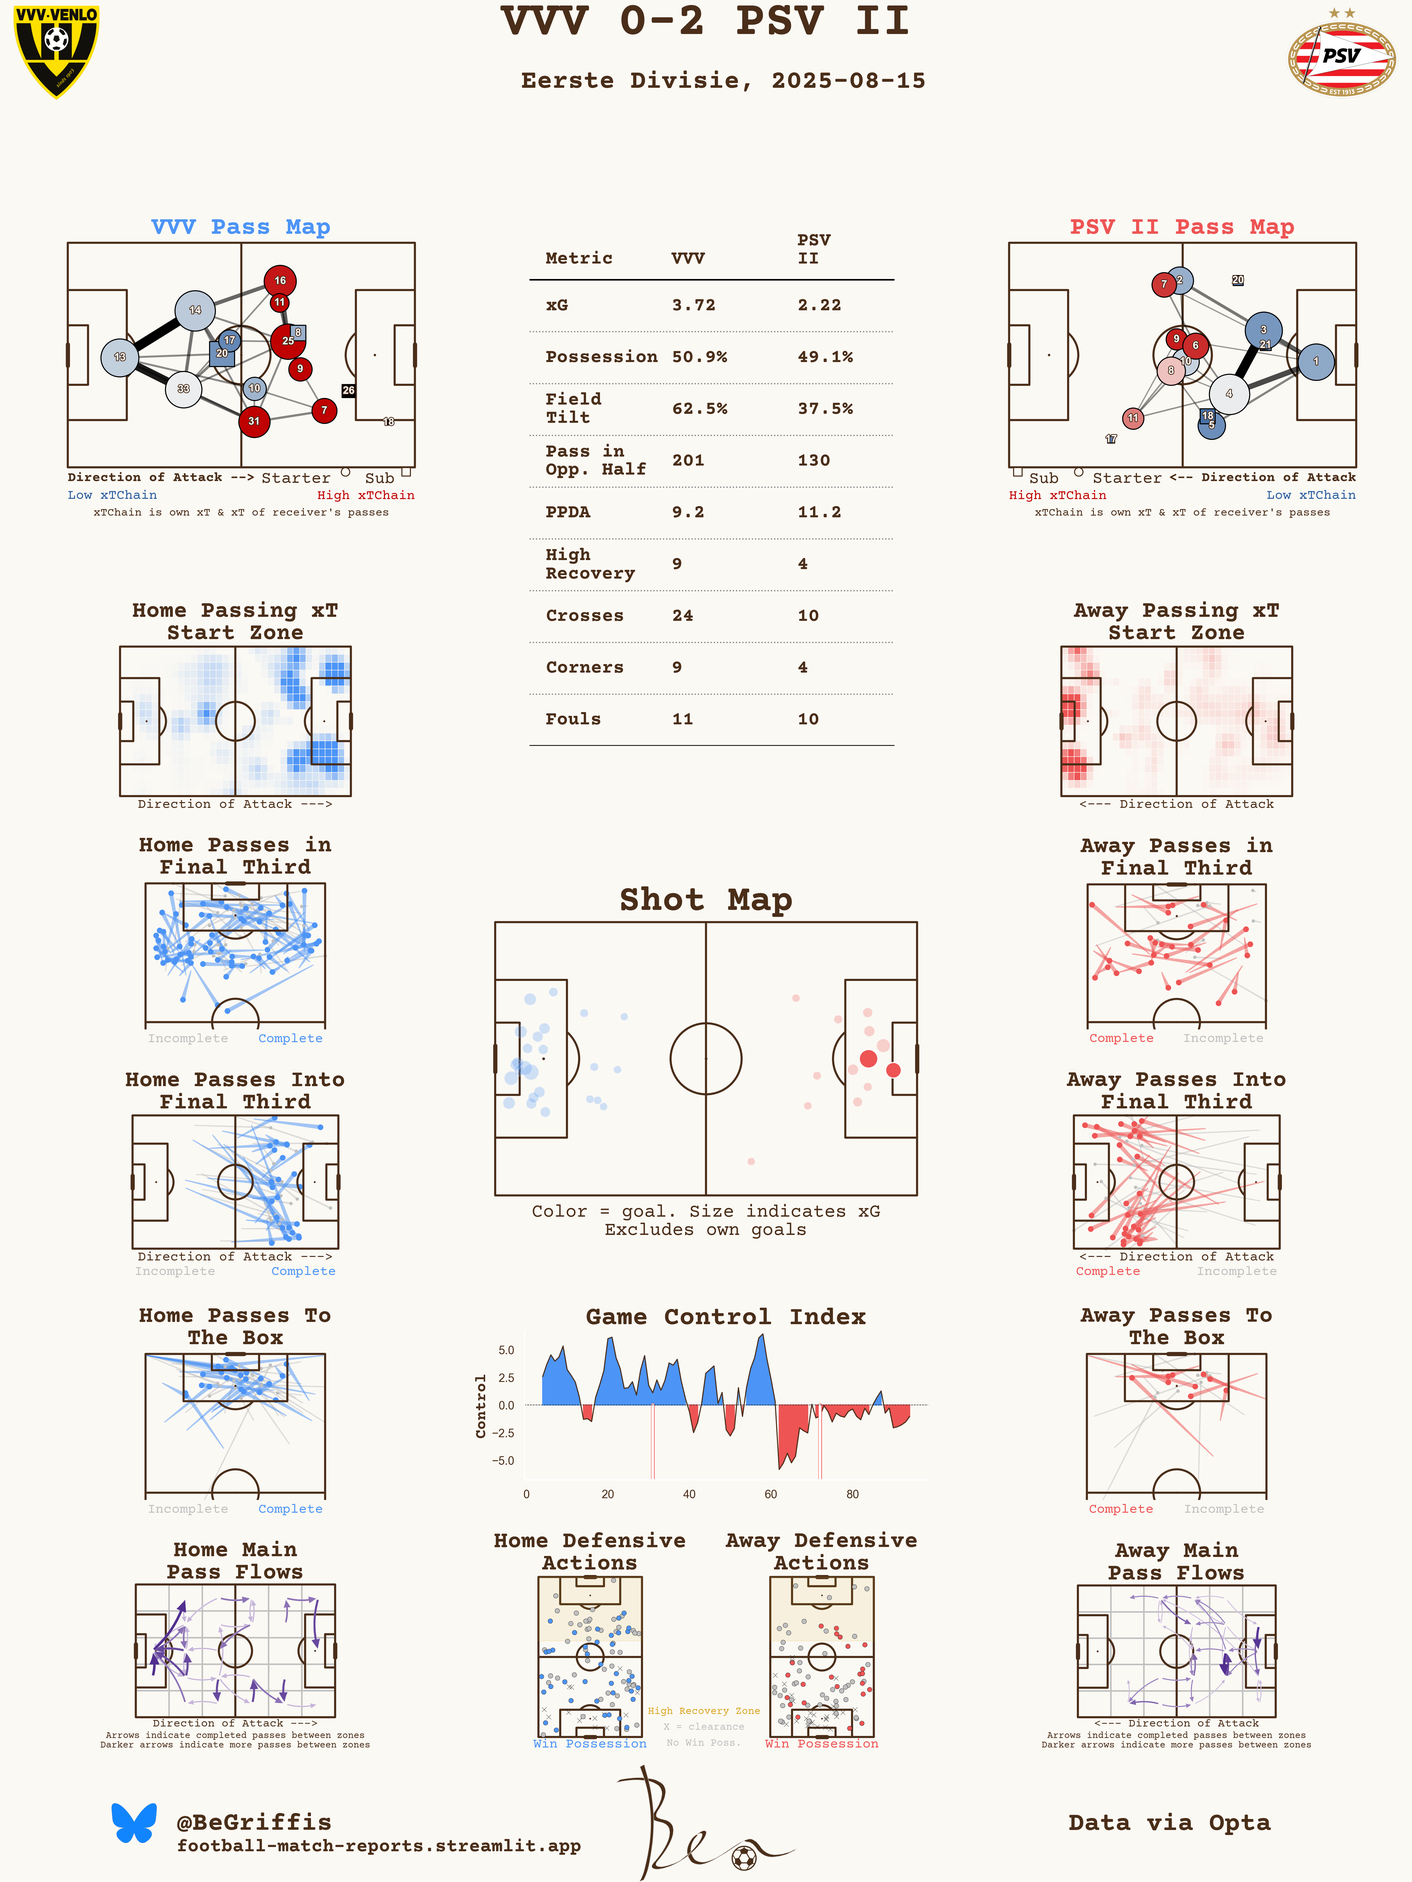 VVV 0-2 PSV II
Eerste Divisie, 2025-08-15
VVV-VENLO
PSV
EST 1913
VVV Pass Map
16
11
14
17
8
25
20
13
9
33
10
26
7
31
18
Direction of Attack --> Starter Sub
Low xTChain High xTChain
xTChain is own xT & xT of receiver's passes
Metric VVV PSV II
xG 3.72 2.22
Possession 50.9% 49.1%
Field Tilt 62.5% 37.5%
Pass in Opp. Half 201 130
PPDA 9.2 11.2
High Recovery 9 4
Crosses 24 10
Corners 9 4
Fouls 11 10
PSV II Pass Map
7
2
20
3
9
6
21
10
1
8
4
11
18
5
17
Sub Starter <-- Direction of Attack
High xTChain Low xTChain
xTChain is own xT & xT of receiver's passes
Home Passing xT
Start Zone
Direction of Attack --->
Away Passing xT
Start Zone
<--- Direction of Attack
Home Passes in
Final Third
Incomplete Complete
Away Passes in
Final Third
Complete Incomplete
Shot Map
Color = goal. Size indicates xG
Excludes own goals
Home Passes Into
Final Third
Direction of Attack --->
Incomplete Complete
Away Passes Into
Final Third
<--- Direction of Attack
Complete Incomplete
Home Passes To
The Box
Incomplete Complete
Game Control Index
Control
5.0
2.5
0.0
−2.5
−5.0
0 20 40 60 80
Away Passes To
The Box
Complete Incomplete
Home Main
Pass Flows
Direction of Attack --->
Arrows indicate completed passes between zones
Darker arrows indicate more passes between zones
Home Defensive
Actions
Win Possession
Away Defensive
Actions
Win Possession
High Recovery Zone
X = clearance
No Win Poss.
Away Main
Pass Flows
<--- Direction of Attack
Arrows indicate completed passes between zones
Darker arrows indicate more passes between zones
@BeGriffis
football-match-reports.streamlit.app
Ben
Data via Opta